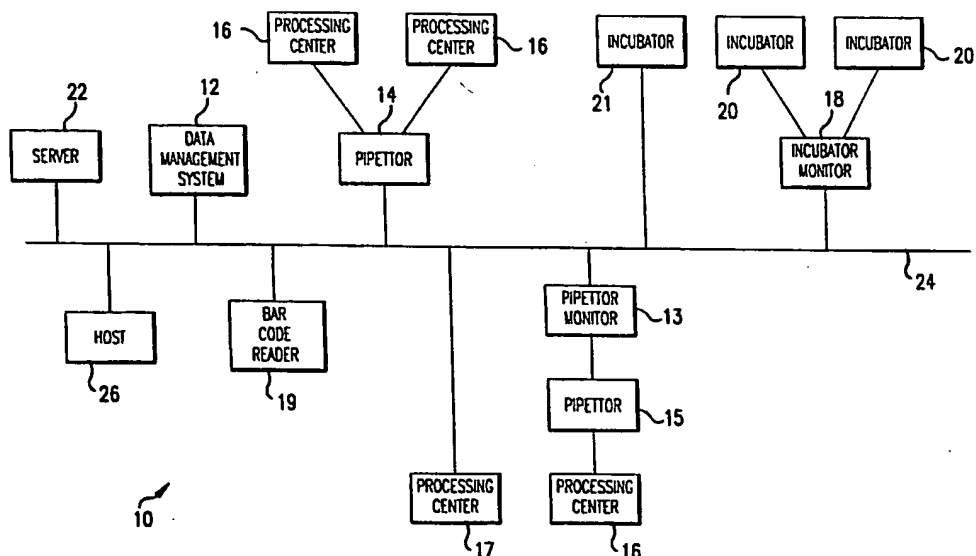 16
PROCESSING
CENTER
PROCESSING
CENTER
16
INCUBATOR
21
INCUBATOR
20
INCUBATOR
20
22
SERVER
12
DATA
MANAGEMENT
SYSTEM
14
PIPETTOR
18
INCUBATOR
MONITOR
24
HOST
26
BAR
CODE
READER
19
PIPETTOR
MONITOR
13
PIPETTOR
15
PROCESSING
CENTER
17
PROCESSING
CENTER
16
10